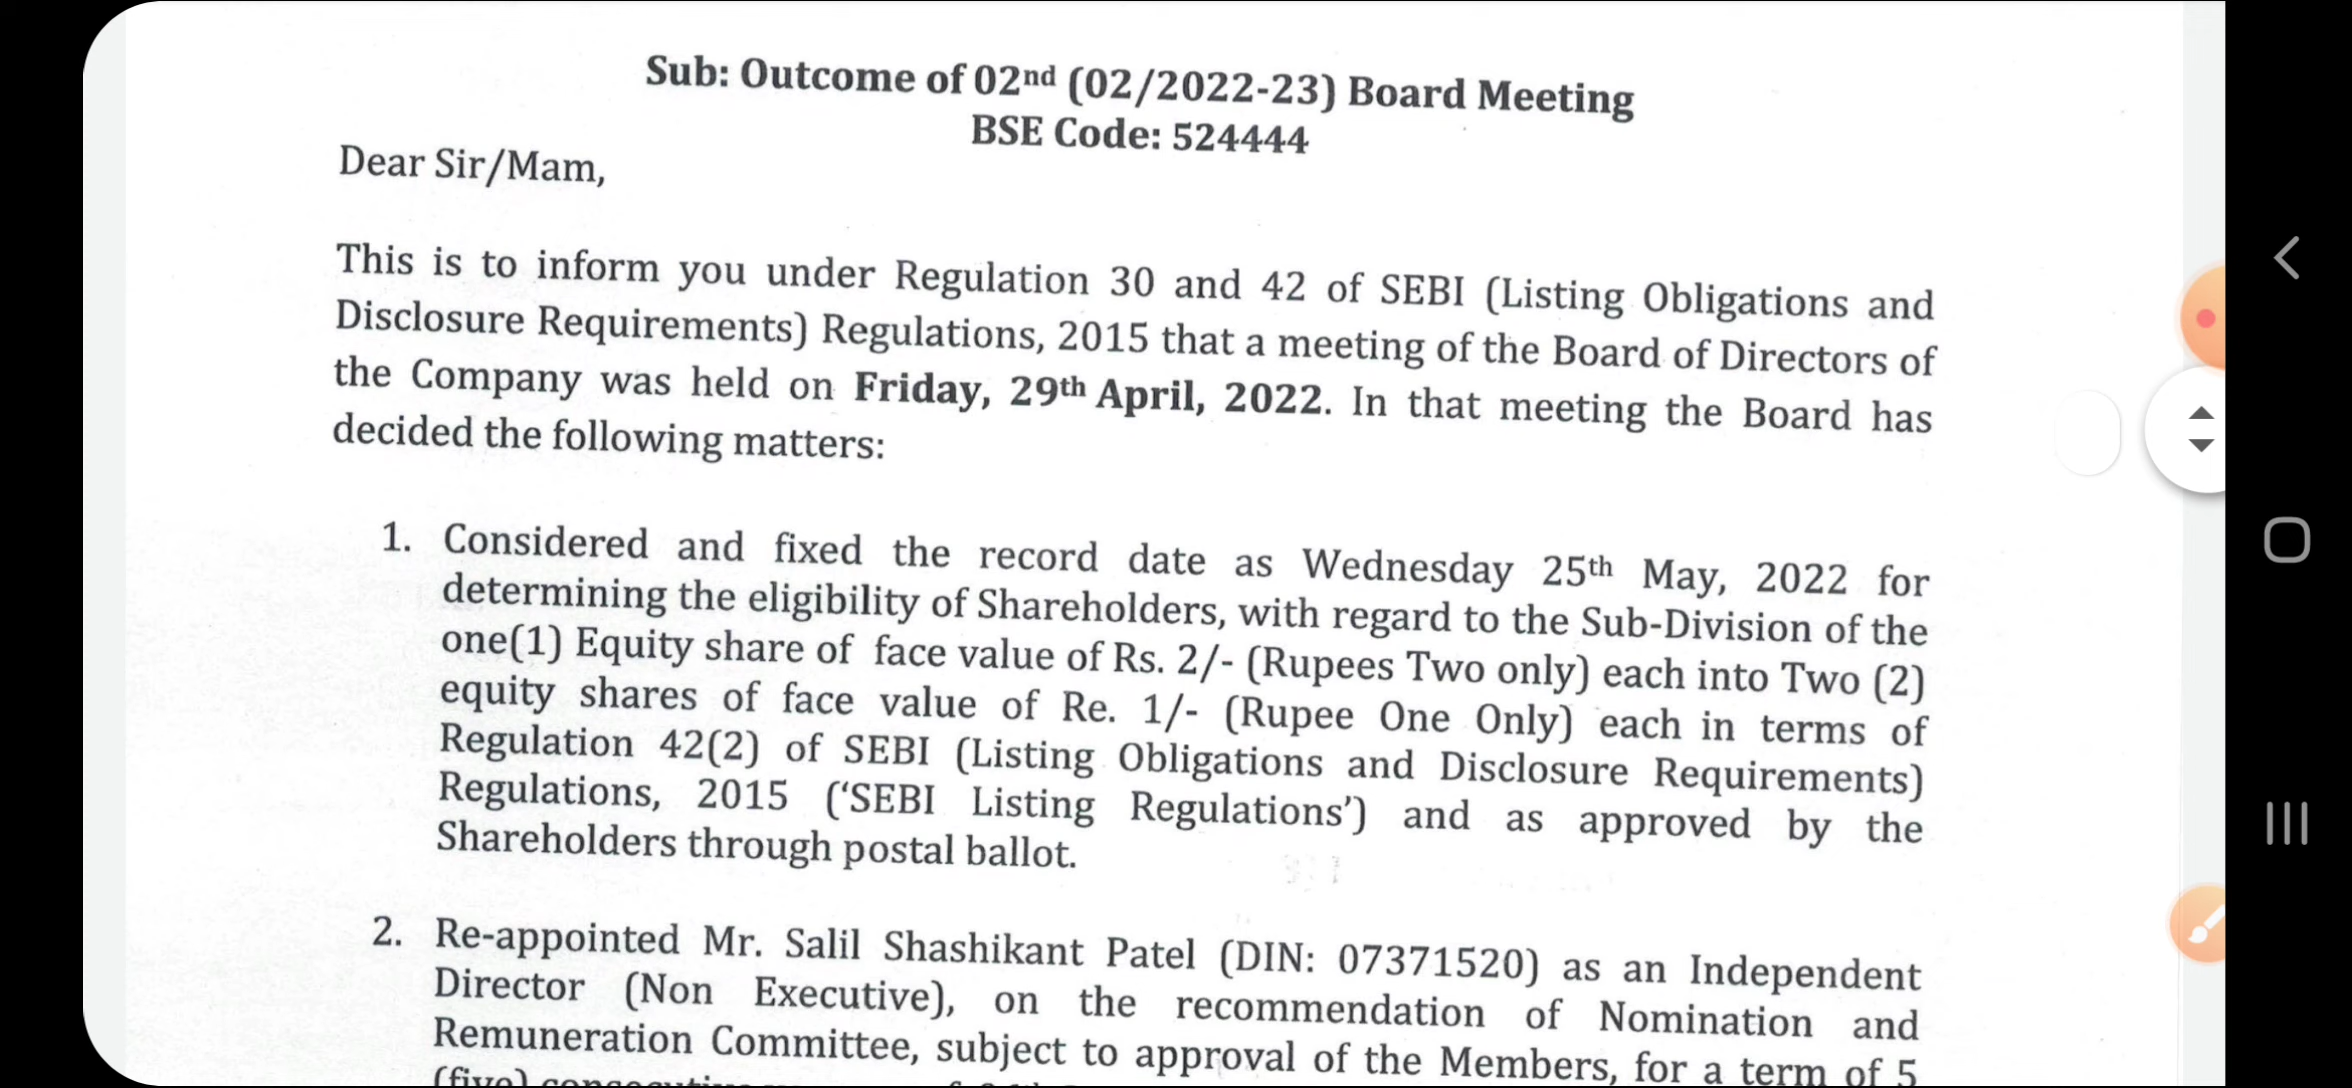 Sub: Outcome of 02nd (02/2022-23) Board Meeting
BSE Code: 524444
Dear Sir/Mam,
This is to inform you under Regulation 30 and 42 of SEBI (Listing Obligations and
Disclosure Requirements) Regulations, 2015 that a meeting of the Board of Directors of
the Company was held on Friday, 29th April, 2022. In that meeting the Board has
decided the following matters:
1. Considered and fixed the record date as Wednesday 25th May, 2022 for
determining the eligibility of Shareholders, with regard to the Sub-Division of the
one(1) Equity share of face value of Rs. 2/- (Rupees Two only) each into Two (2)
equity shares of face value of Re. 1/- (Rupee One Only) each in terms of
Regulation 42(2) of SEBI (Listing Obligations and Disclosure Requirements)
Regulations, 2015 (‘SEBI Listing Regulations’) and as approved by the
Shareholders through postal ballot.
2. Re-appointed Mr. Salil Shashikant Patel (DIN: 07371520) as an Independent
Director (Non Executive), on the recommendation of Nomination and
Remuneration Committee, subject to approval of the Members, for a term of 5
(five)